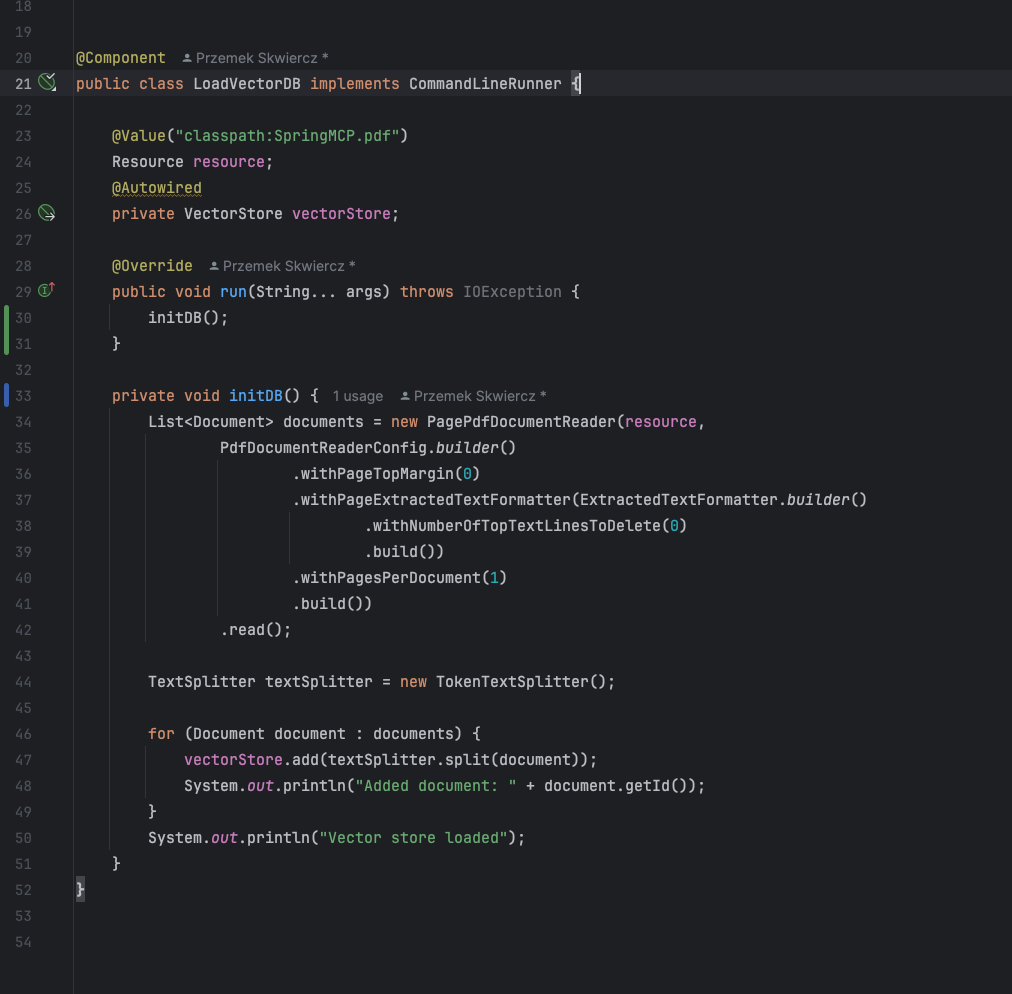 18
19
20 @Component Przemek Skwiercz *
21 public class LoadVectorDB implements CommandLineRunner {
22
23 @Value("classpath:SpringMCP.pdf")
24 Resource resource;
25 @Autowired
26 private VectorStore vectorStore;
27
28 @Override Przemek Skwiercz *
29 public void run(String... args) throws IOException {
30 initDB();
31 }
32
33 private void initDB() { 1 usage Przemek Skwiercz *
34 List<Document> documents = new PagePdfDocumentReader(resource,
35 PdfDocumentReaderConfig.builder()
36 .withPageTopMargin(0)
37 .withPageExtractedTextFormatter(ExtractedTextFormatter.builder()
38 .withNumberOfTopTextLinesToDelete(0)
39 .build())
40 .withPagesPerDocument(1)
41 .build())
42 .read();
43
44 TextSplitter textSplitter = new TokenTextSplitter();
45
46 for (Document document : documents) {
47 vectorStore.add(textSplitter.split(document));
48 System.out.println("Added document: " + document.getId());
49 }
50 System.out.println("Vector store loaded");
51 }
52 }
53
54